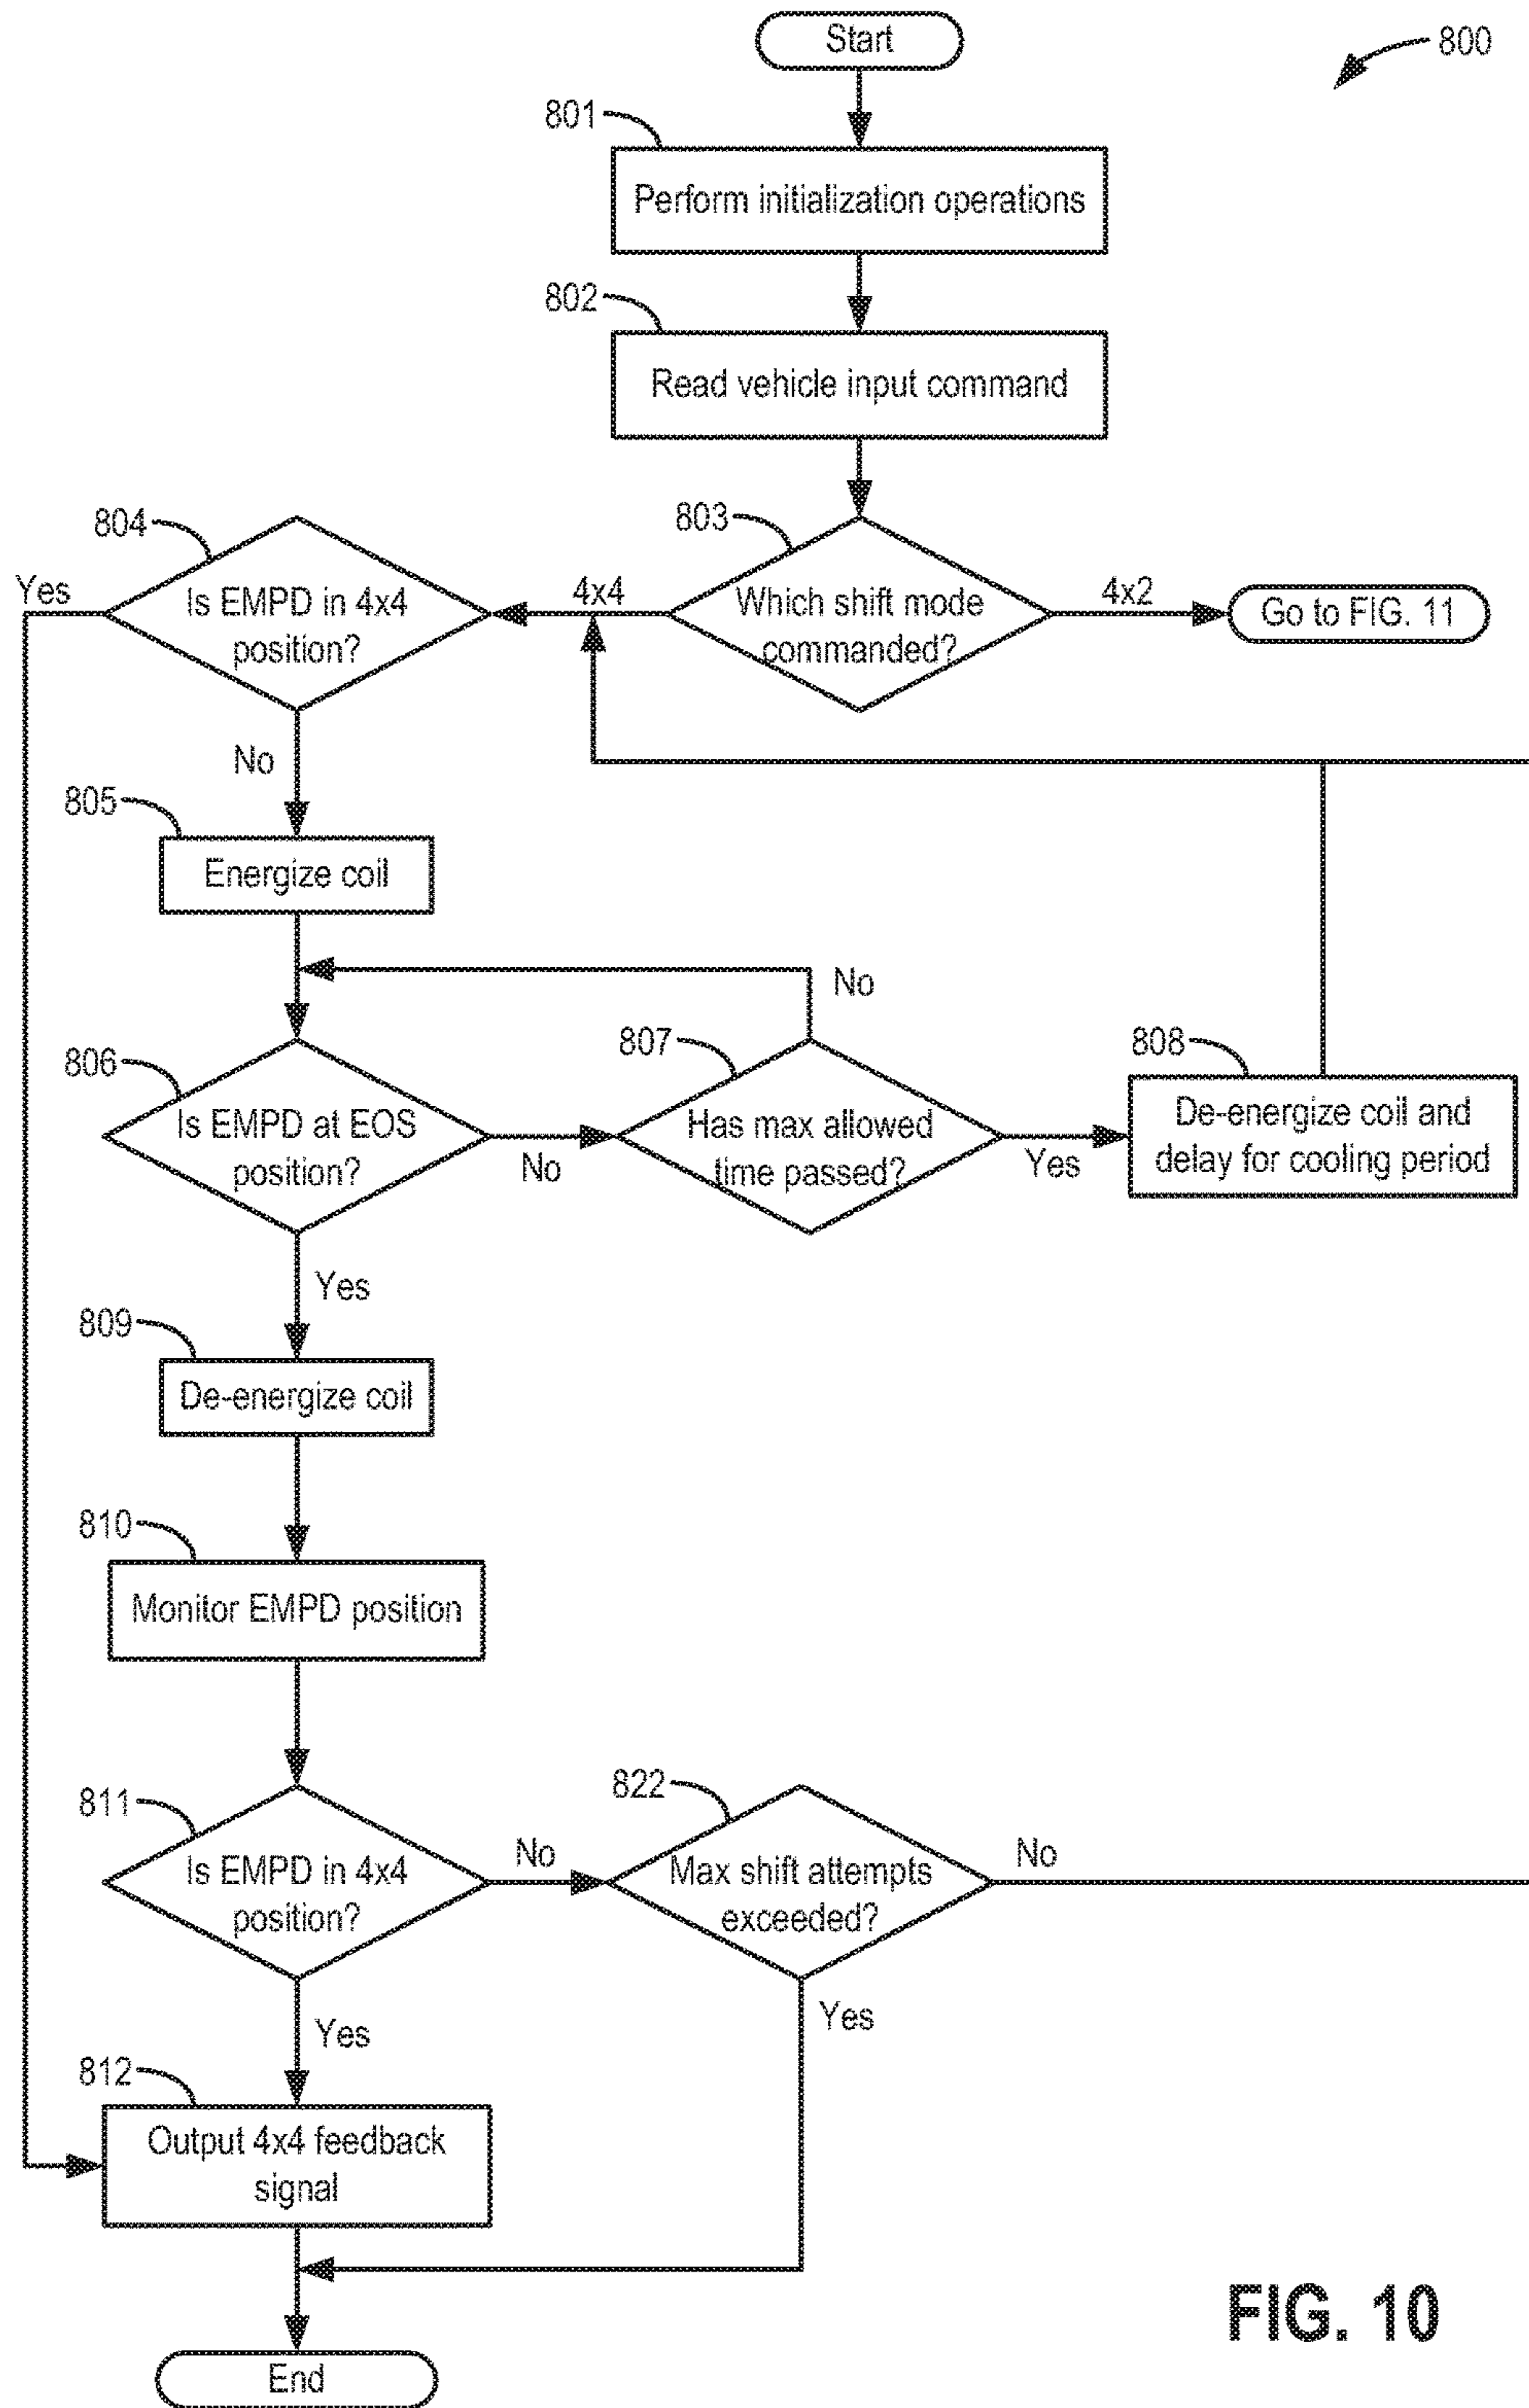 Start
800
801
Perform initialization operations
802
Read vehicle input command
804
803
Yes
Is EMPD in 4x4
position?
4x4
Which shift mode
commanded?
4x2
Go to FIG. 11
No
805
Energize coil
No
806
807
808
Is EMPD at EOS
position?
No
Has max allowed
time passed?
Yes
De-energize coil and
delay for cooling period
Yes
809
De-energize coil
810
Monitor EMPD position
811
822
Is EMPD in 4x4
position?
No
Max shift attempts
exceeded?
No
Yes
Yes
812
Output 4x4 feedback
signal
End
FIG. 10